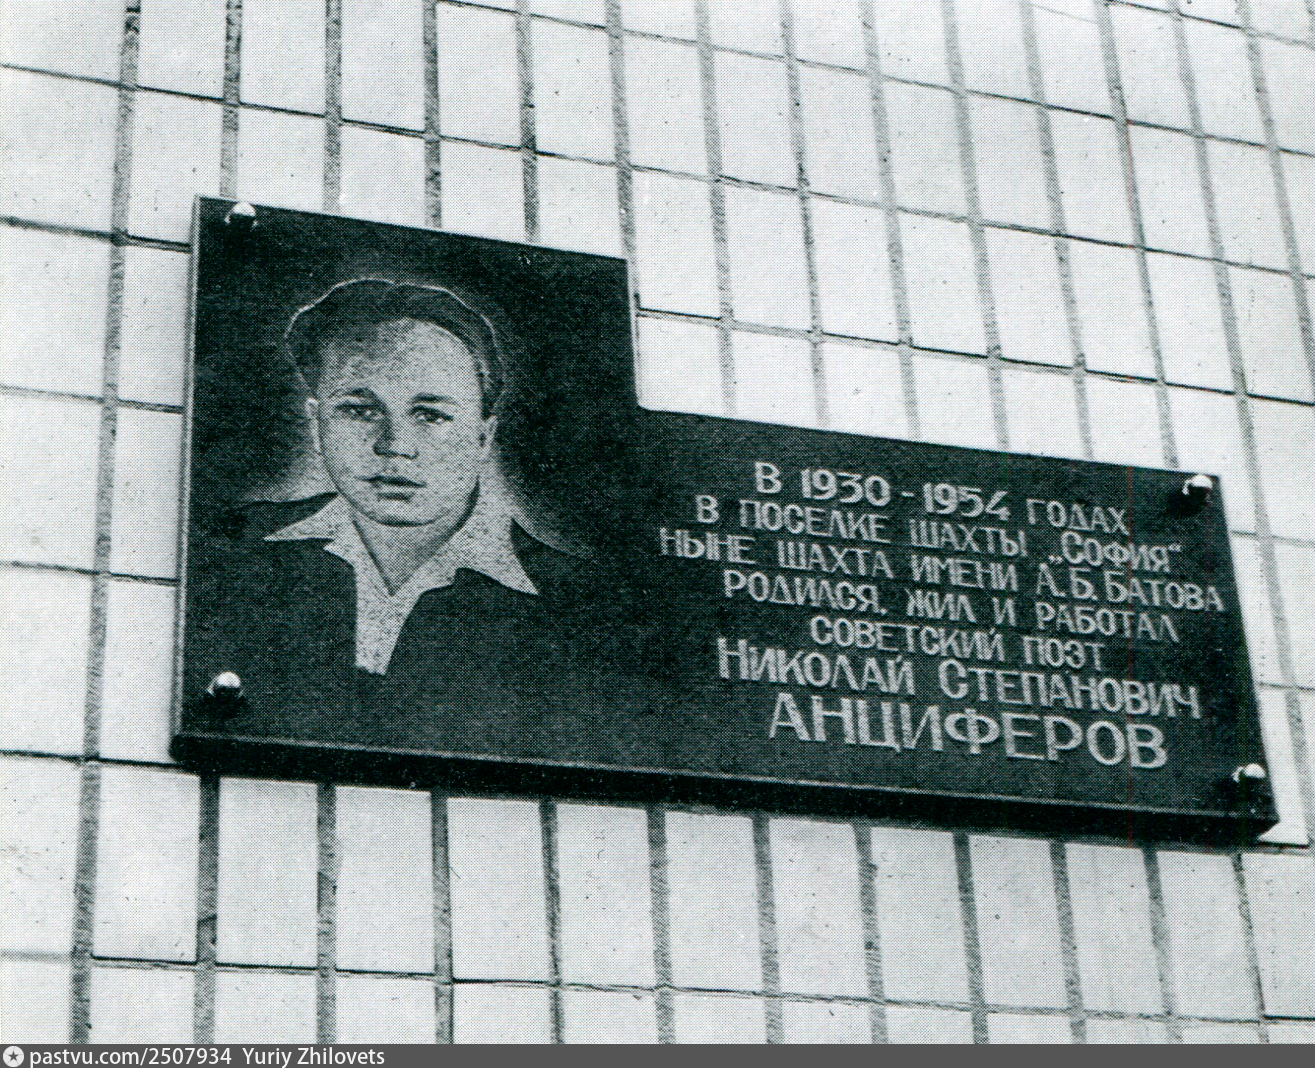 В 1930 - 1954 ГОДАХ
В ПОСЕЛКЕ ШАХТЫ „СОФИЯ“
НЫНЕ ШАХТА ИМЕНИ А.Б.БАТОВА
РОДИЛСЯ, ЖИЛ И РАБОТАЛ
СОВЕТСКИЙ ПОЭТ
НИКОЛАЙ СТЕПАНОВИЧ
АНЦИФЕРОВ
pastvu.com/2507934 Yuriy Zhilovets